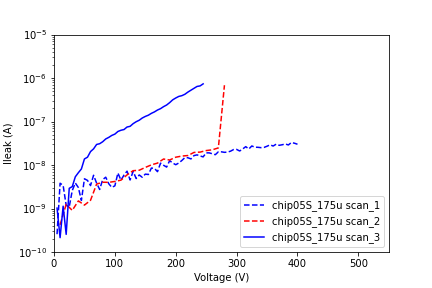 10^-5
10^-6
10^-7
10^-8
10^-9
10^-10
Ileak (A)
0 100 200 300 400 500
Voltage (V)
chip05S_175u scan_1
chip05S_175u scan_2
chip05S_175u scan_3